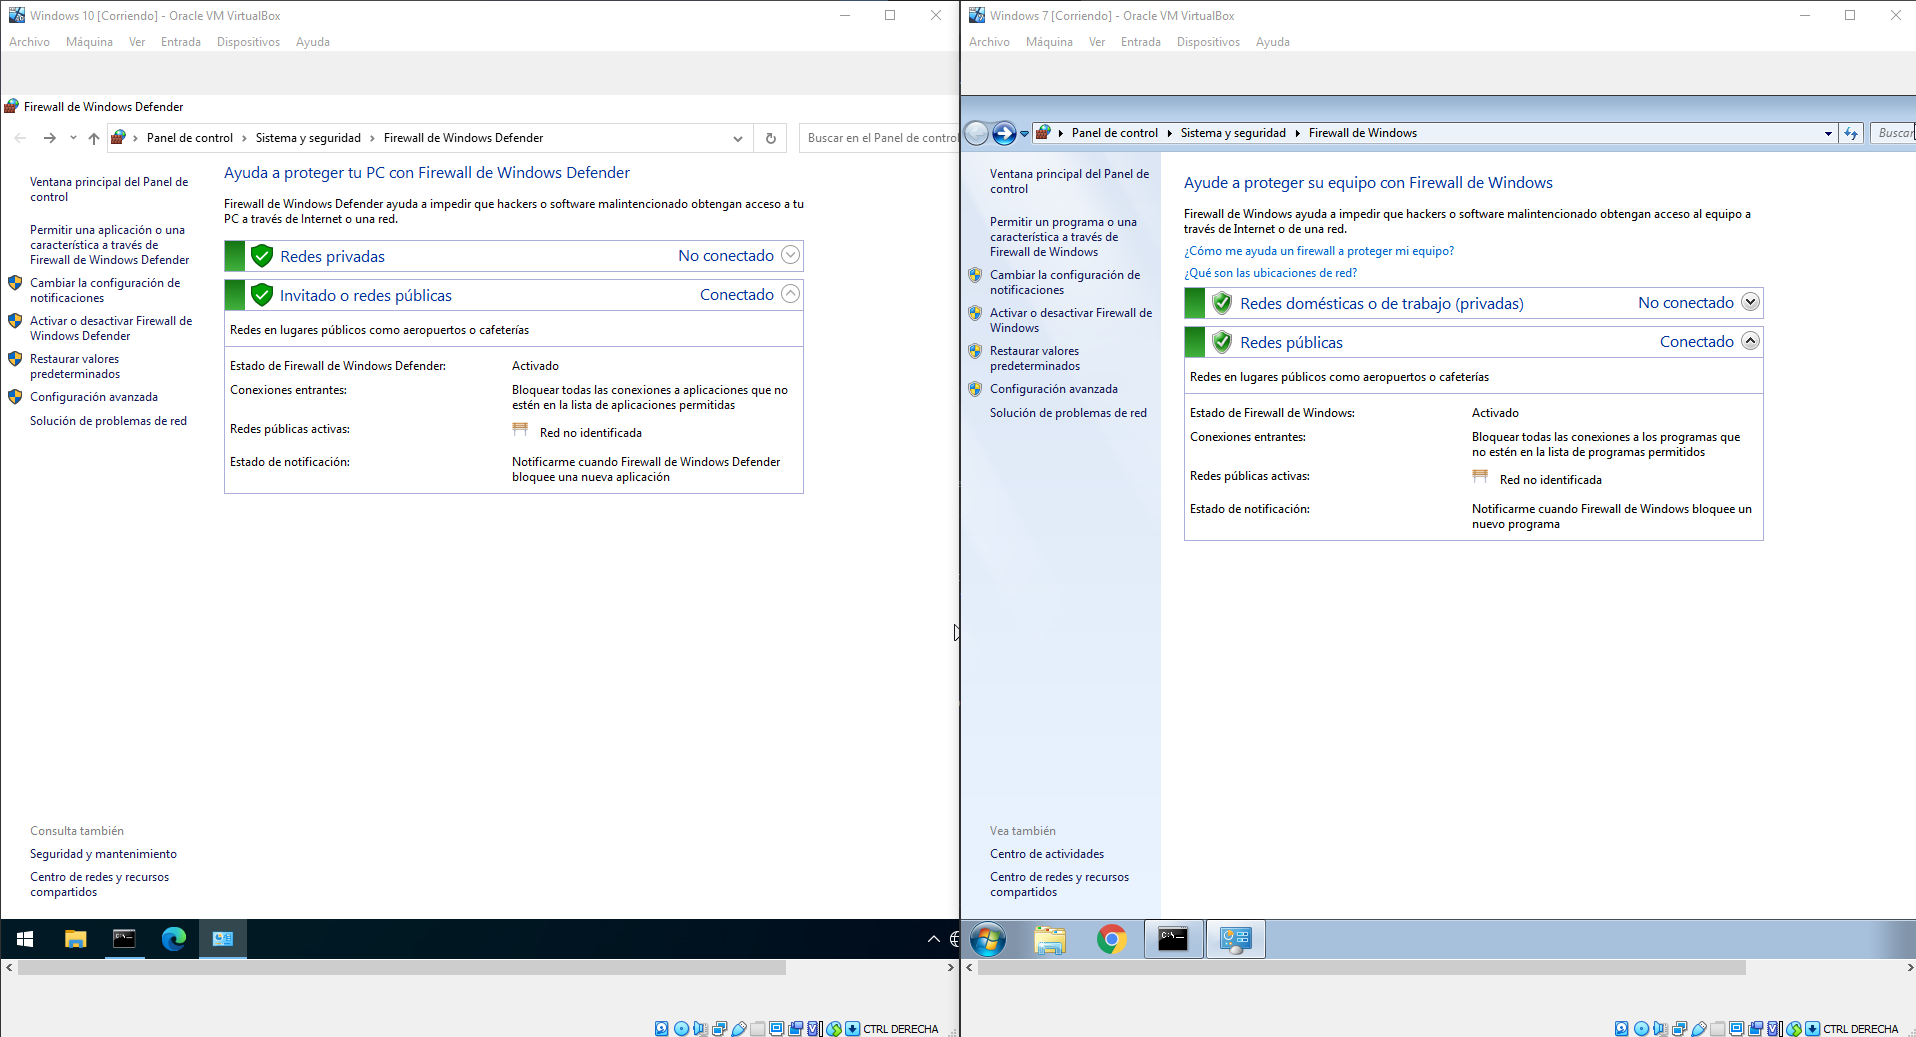 Windows 10 [Corriendo] - Oracle VM VirtualBox
Archivo Máquina Ver Entrada Dispositivos Ayuda
Firewall de Windows Defender
Panel de control Sistema y seguridad Firewall de Windows Defender
Buscar en el Panel de control
Ventana principal del Panel de
control
Permitir una aplicación o una
característica a través de
Firewall de Windows Defender
Cambiar la configuración de
notificaciones
Activar o desactivar Firewall de
Windows Defender
Restaurar valores
predeterminados
Configuración avanzada
Solución de problemas de red
Ayuda a proteger tu PC con Firewall de Windows Defender
Firewall de Windows Defender ayuda a impedir que hackers o software malintencionado obtengan acceso a tu
PC a través de Internet o una red.
Redes privadas No conectado
Invitado o redes públicas Conectado
Redes en lugares públicos como aeropuertos o cafeterías
Estado de Firewall de Windows Defender: Activado
Conexiones entrantes: Bloquear todas las conexiones a aplicaciones que no
estén en la lista de aplicaciones permitidas
Redes públicas activas: Red no identificada
Estado de notificación: Notificarme cuando Firewall de Windows Defender
bloquee una nueva aplicación
Consulta también
Seguridad y mantenimiento
Centro de redes y recursos
compartidos
CTRL DERECHA
Windows 7 [Corriendo] - Oracle VM VirtualBox
Archivo Máquina Ver Entrada Dispositivos Ayuda
Panel de control Sistema y seguridad Firewall de Windows
Buscar
Ventana principal del Panel de
control
Permitir un programa o una
característica a través de
Firewall de Windows
Cambiar la configuración de
notificaciones
Activar o desactivar Firewall de
Windows
Restaurar valores
predeterminados
Configuración avanzada
Solución de problemas de red
Ayude a proteger su equipo con Firewall de Windows
Firewall de Windows ayuda a impedir que hackers o software malintencionado obtengan acceso al equipo a
través de Internet o de una red.
¿Cómo me ayuda un firewall a proteger mi equipo?
¿Qué son las ubicaciones de red?
Redes domésticas o de trabajo (privadas) No conectado
Redes públicas Conectado
Redes en lugares públicos como aeropuertos o cafeterías
Estado de Firewall de Windows: Activado
Conexiones entrantes: Bloquear todas las conexiones a los programas que
no estén en la lista de programas permitidos
Redes públicas activas: Red no identificada
Estado de notificación: Notificarme cuando Firewall de Windows bloquee un
nuevo programa
Vea también
Centro de actividades
Centro de redes y recursos
compartidos
CTRL DERECHA